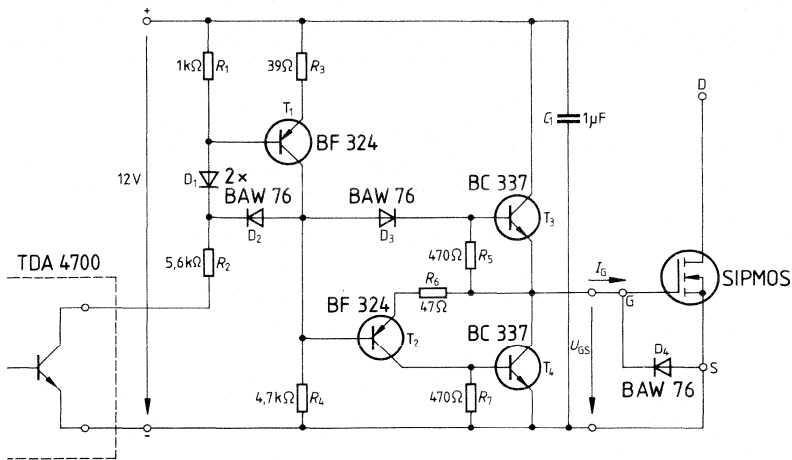 +
1kΩ R₁
39Ω R₃
T₁
BF 324
C₁ 1µF
D
12V
D₁ 2×
BAW 76
BAW 76
BC 337
D₂
D₃
T₃
5,6kΩ R₂
470Ω R₅
TDA 4700
R₆
47Ω
I_G
SIPMOS
BF 324
G
T₂
BC 337
U_GS
T₄
D₄
S
BAW 76
4,7kΩ R₄
470Ω R₇
-